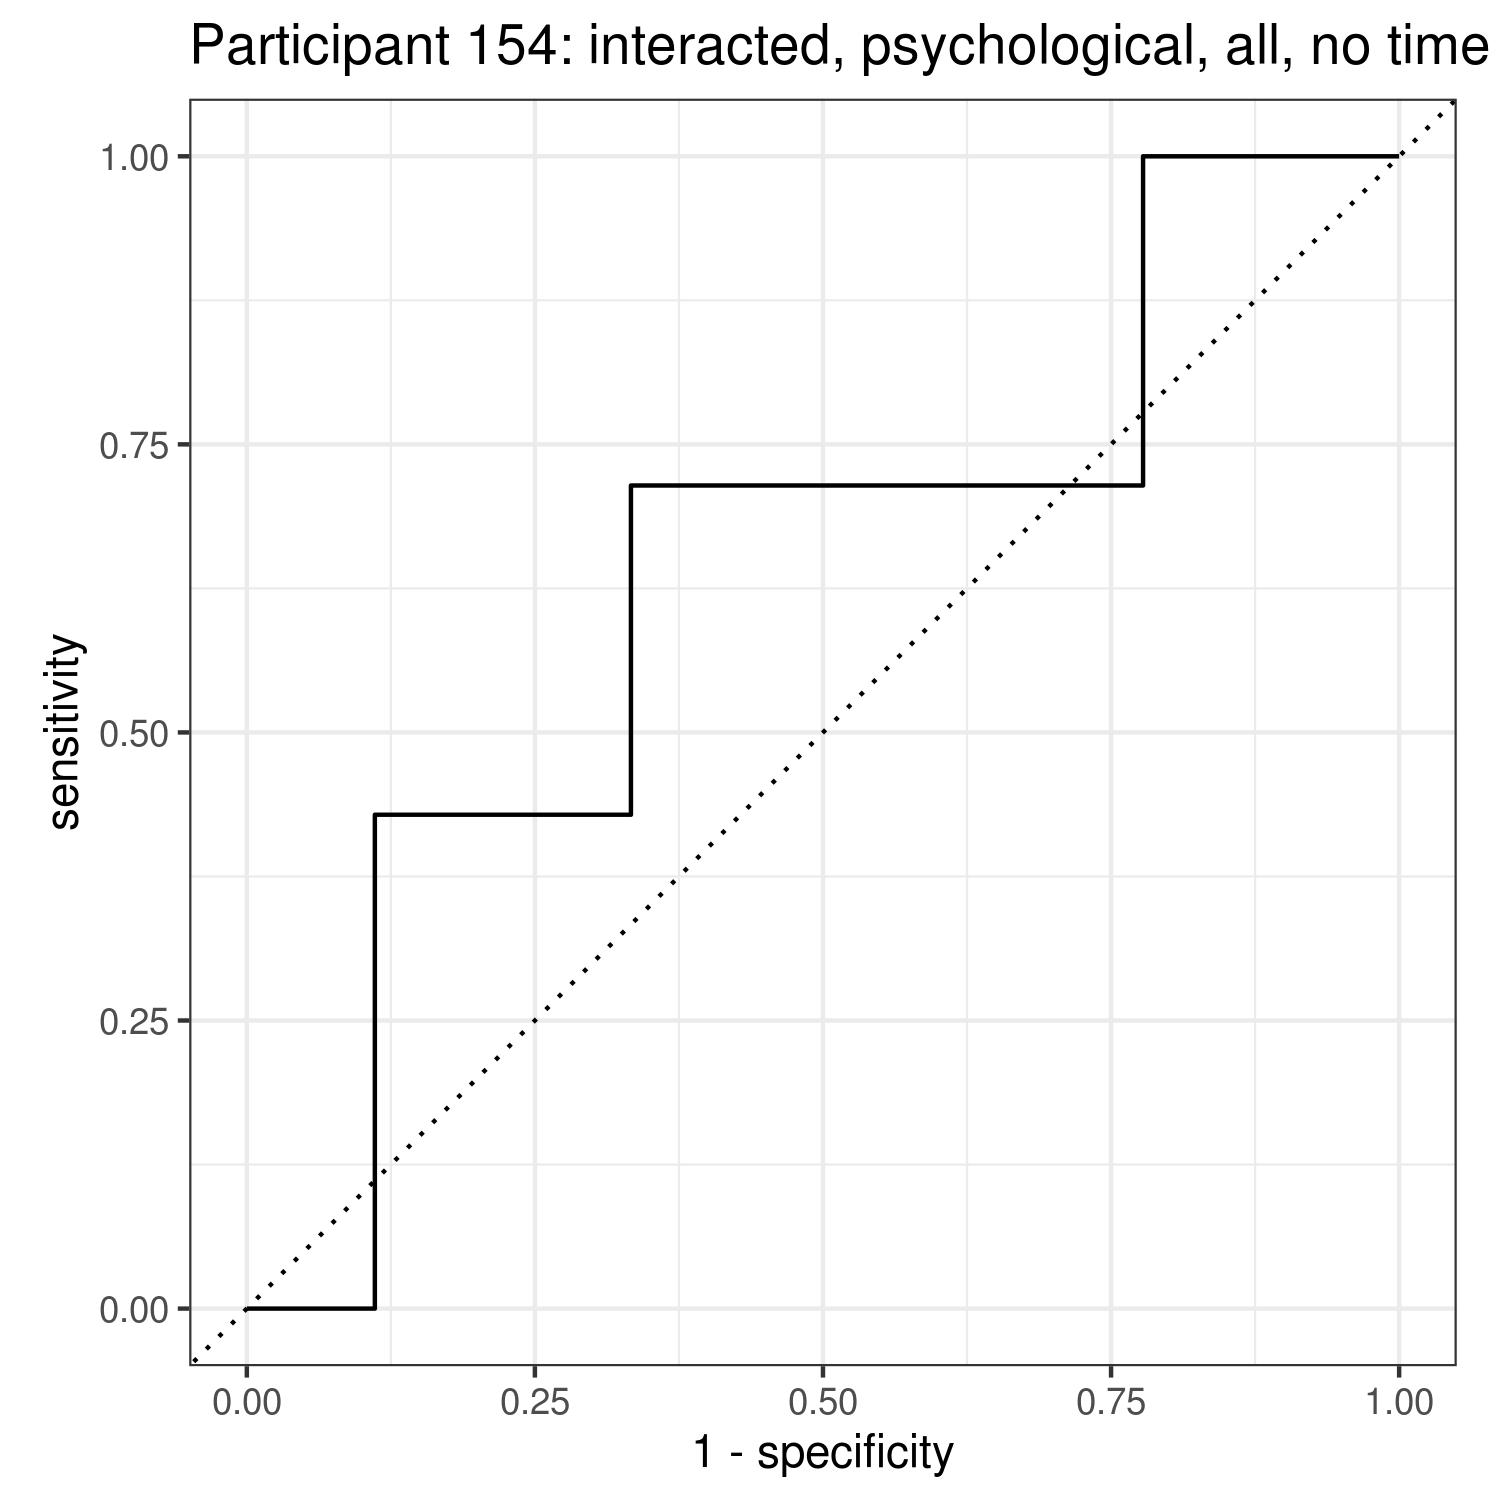 Participant 154: interacted, psychological, all, no time
1.00
0.75
0.50
0.25
0.00
sensitivity
0.00 0.25 0.50 0.75 1.00
1 - specificity